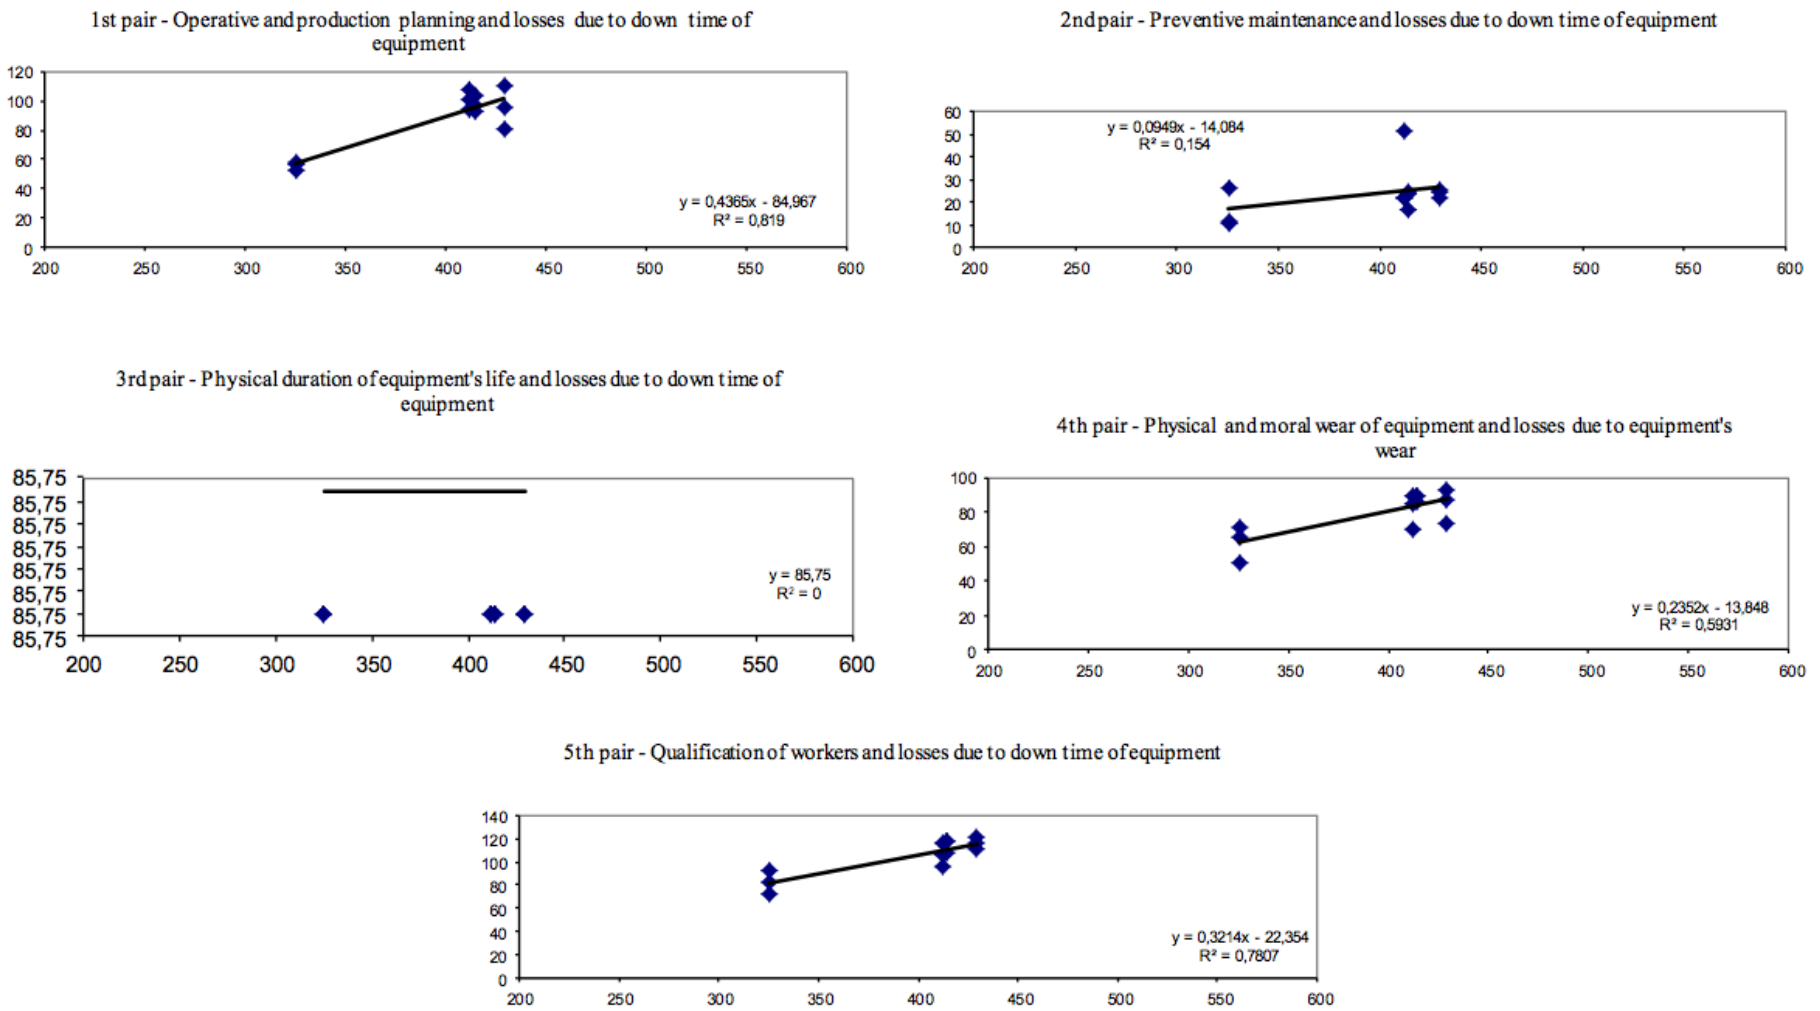 1st pair - Operative and production planning and losses due to down time of
equipment
120
100
80
60
40
20
0
y = 0,4365x - 84,967
R² = 0,819
200 250 300 350 400 450 500 550 600
2nd pair - Preventive maintenance and losses due to down time of equipment
60
50
40
30
20
10
0
y = 0,0949x - 14,084
R² = 0,154
200 250 300 350 400 450 500 550 600
3rd pair - Physical duration of equipment's life and losses due to down time of
equipment
85,75
85,75
85,75
85,75
85,75
85,75
85,75
85,75
y = 85,75
R² = 0
200 250 300 350 400 450 500 550 600
4th pair - Physical and moral wear of equipment and losses due to equipment's
wear
100
80
60
40
20
0
y = 0,2352x - 13,848
R² = 0,5931
200 250 300 350 400 450 500 550 600
5th pair - Qualification of workers and losses due to down time of equipment
140
120
100
80
60
40
20
0
y = 0,3214x - 22,354
R² = 0,7807
200 250 300 350 400 450 500 550 600